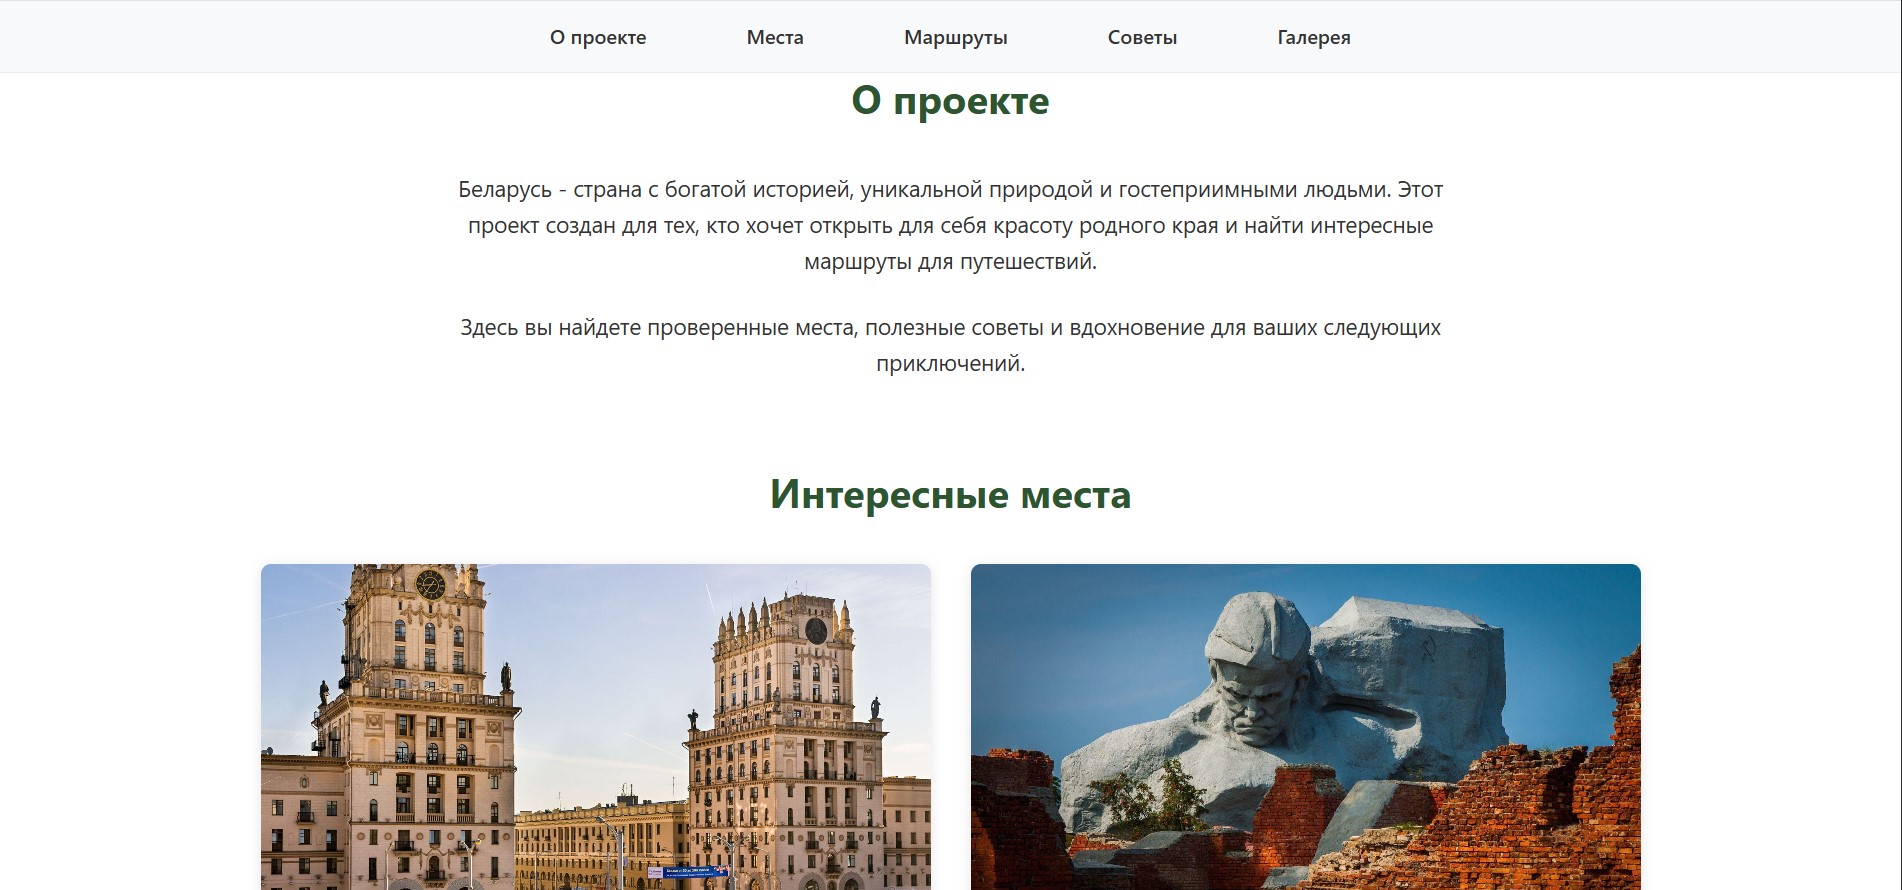 О проекте Места Маршруты Советы Галерея
О проекте
Беларусь - страна с богатой историей, уникальной природой и гостеприимными людьми. Этот
проект создан для тех, кто хочет открыть для себя красоту родного края и найти интересные
маршруты для путешествий.
Здесь вы найдете проверенные места, полезные советы и вдохновение для ваших следующих
приключений.
Интересные места